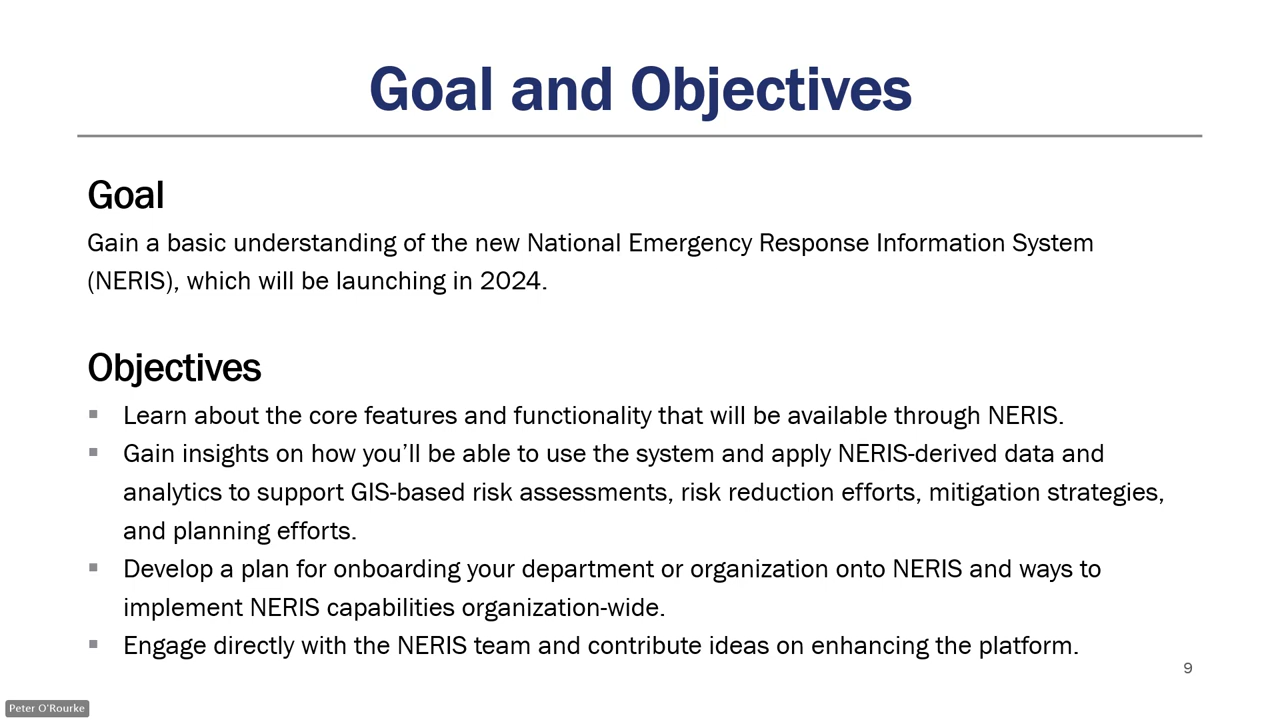 Goal and Objectives
Goal
Gain a basic understanding of the new National Emergency Response Information System
(NERIS), which will be launching in 2024.
Objectives
▪ Learn about the core features and functionality that will be available through NERIS.
▪ Gain insights on how you’ll be able to use the system and apply NERIS-derived data and
analytics to support GIS-based risk assessments, risk reduction efforts, mitigation strategies,
and planning efforts.
▪ Develop a plan for onboarding your department or organization onto NERIS and ways to
implement NERIS capabilities organization-wide.
▪ Engage directly with the NERIS team and contribute ideas on enhancing the platform.
9
Peter O'Rourke